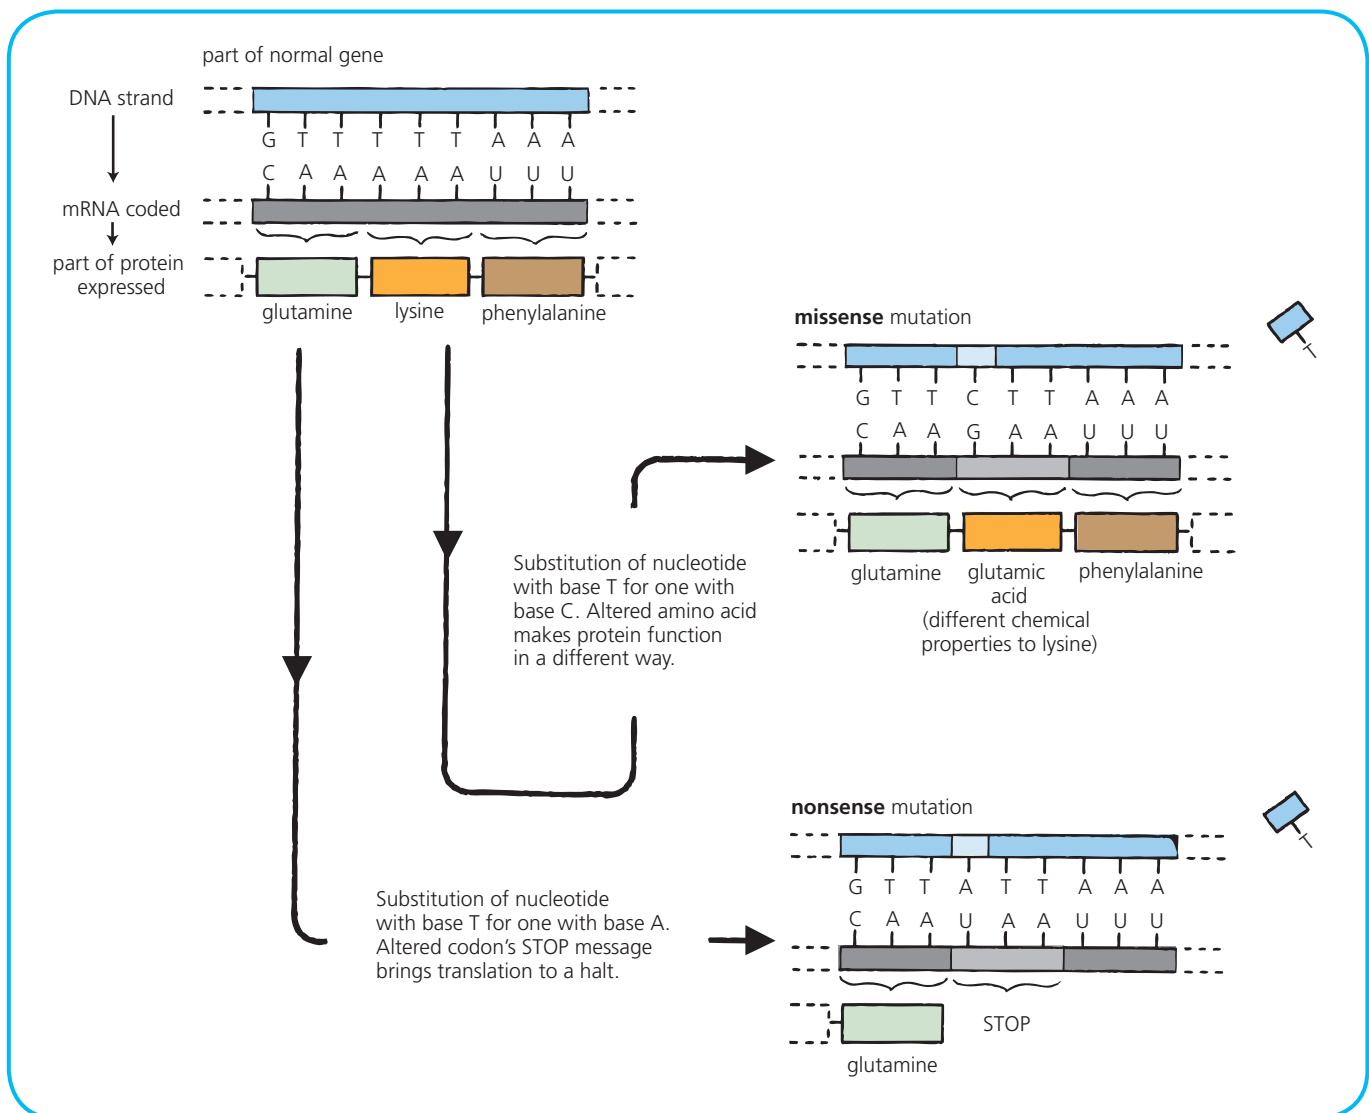 part of normal gene
DNA strand
G T T T T T A A A
C A A A A A U U U
mRNA coded
part of protein
expressed
glutamine lysine phenylalanine
missense mutation
G T T C T T A A A
C A A G A A U U U
glutamine glutamic phenylalanine
acid
(different chemical
properties to lysine)
Substitution of nucleotide
with base T for one with
base C. Altered amino acid
makes protein function
in a different way.
nonsense mutation
G T T A T T A A A
C A A U A A U U U
STOP
glutamine
Substitution of nucleotide
with base T for one with base A.
Altered codon's STOP message
brings translation to a halt.